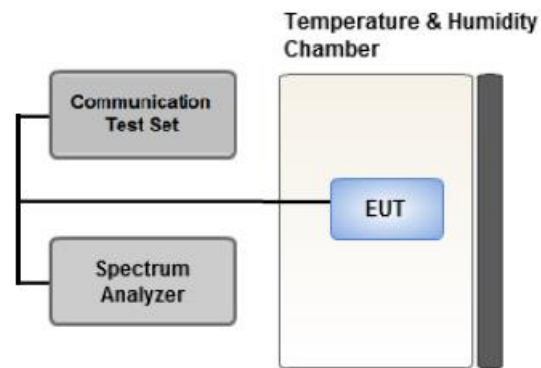 Temperature & Humidity
Chamber
Communication
Test Set
EUT
Spectrum
Analyzer